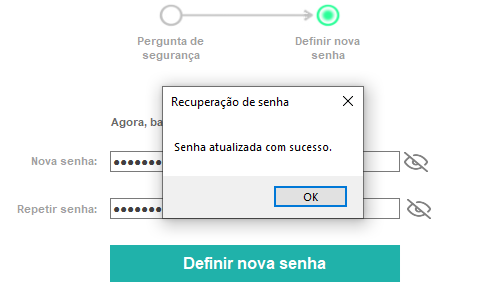 Pergunta de
segurança
Definir nova
senha
Recuperação de senha
Agora, ba
Senha atualizada com sucesso.
Nova senha:
OK
Repetir senha:
Definir nova senha